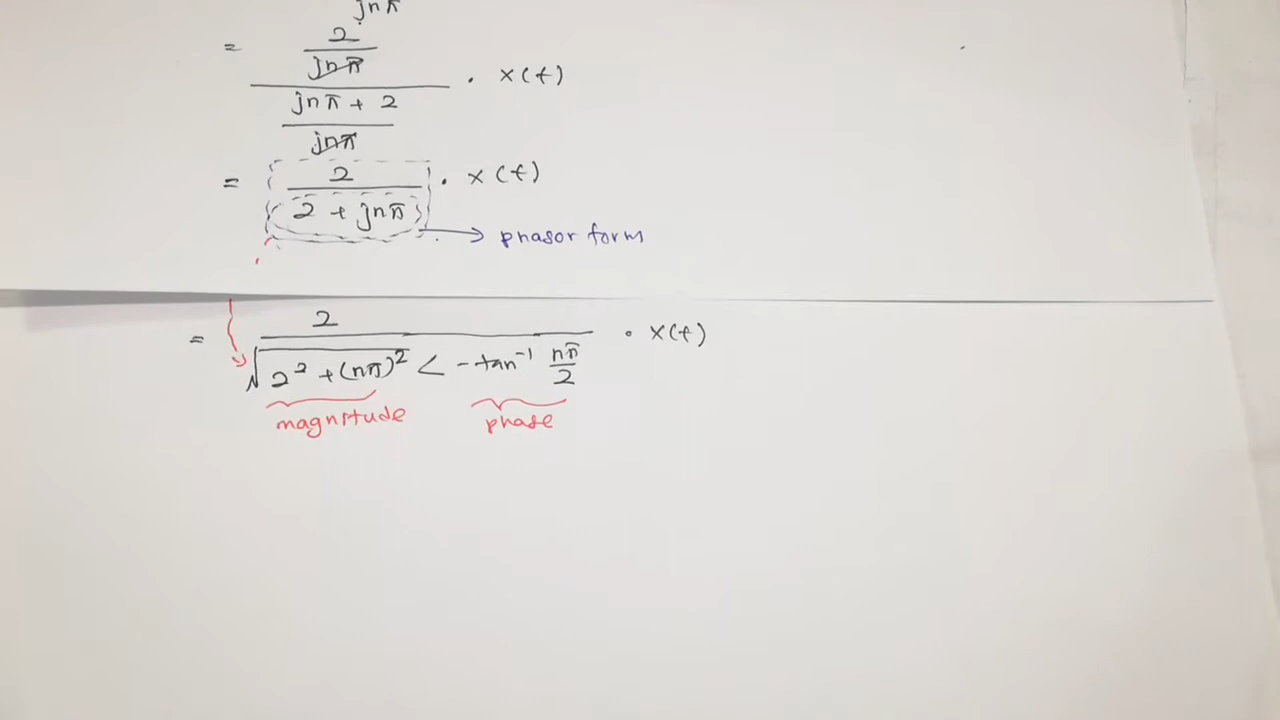 jnπ
= 2
jnπ
jnπ + 2
jnπ
. x(t)
= 2
2 + jnπ
. x(t)
→ phasor form
= 2
√2² + (nπ)² < -tan⁻¹ nπ/2
. x(t)
magnitude
phase